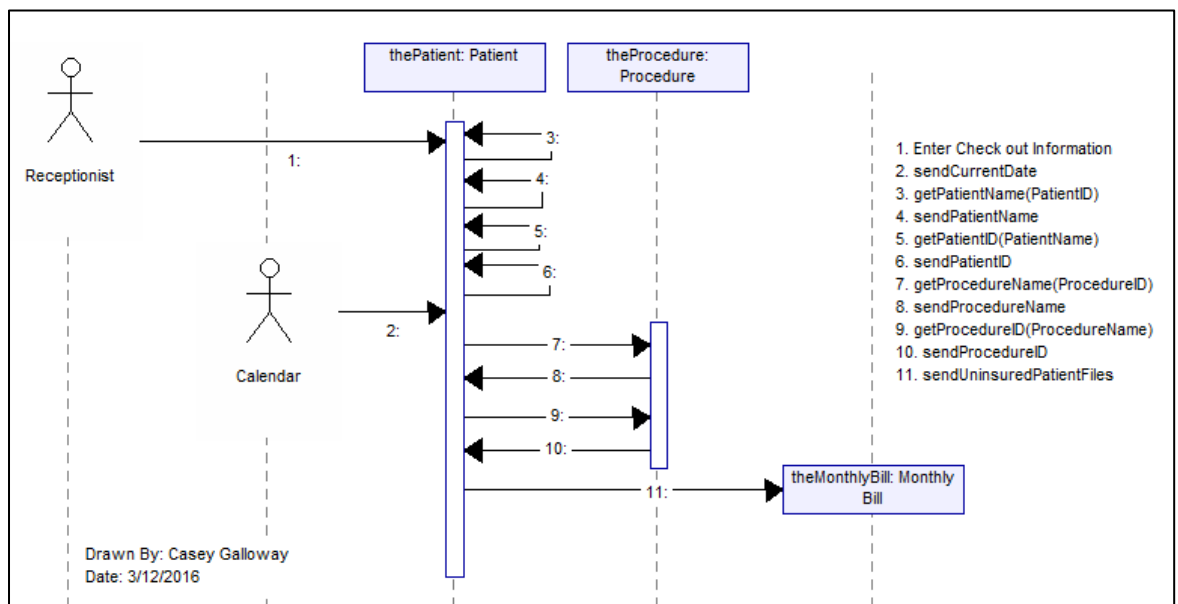 thePatient: Patient
theProcedure:
Procedure
3:
1:
Receptionist
4:
5:
6:
2:
Calendar
7:
8:
9:
10:
11:
theMonthlyBill: Monthly
Bill
1. Enter Check out Information
2. sendCurrentDate
3. getPatientName(PatientID)
4. sendPatientName
5. getPatientID(PatientName)
6. sendPatientID
7. getProcedureName(ProcedureID)
8. sendProcedureName
9. getProcedureID(ProcedureName)
10. sendProcedureID
11. sendUninsuredPatientFiles
Drawn By: Casey Galloway
Date: 3/12/2016